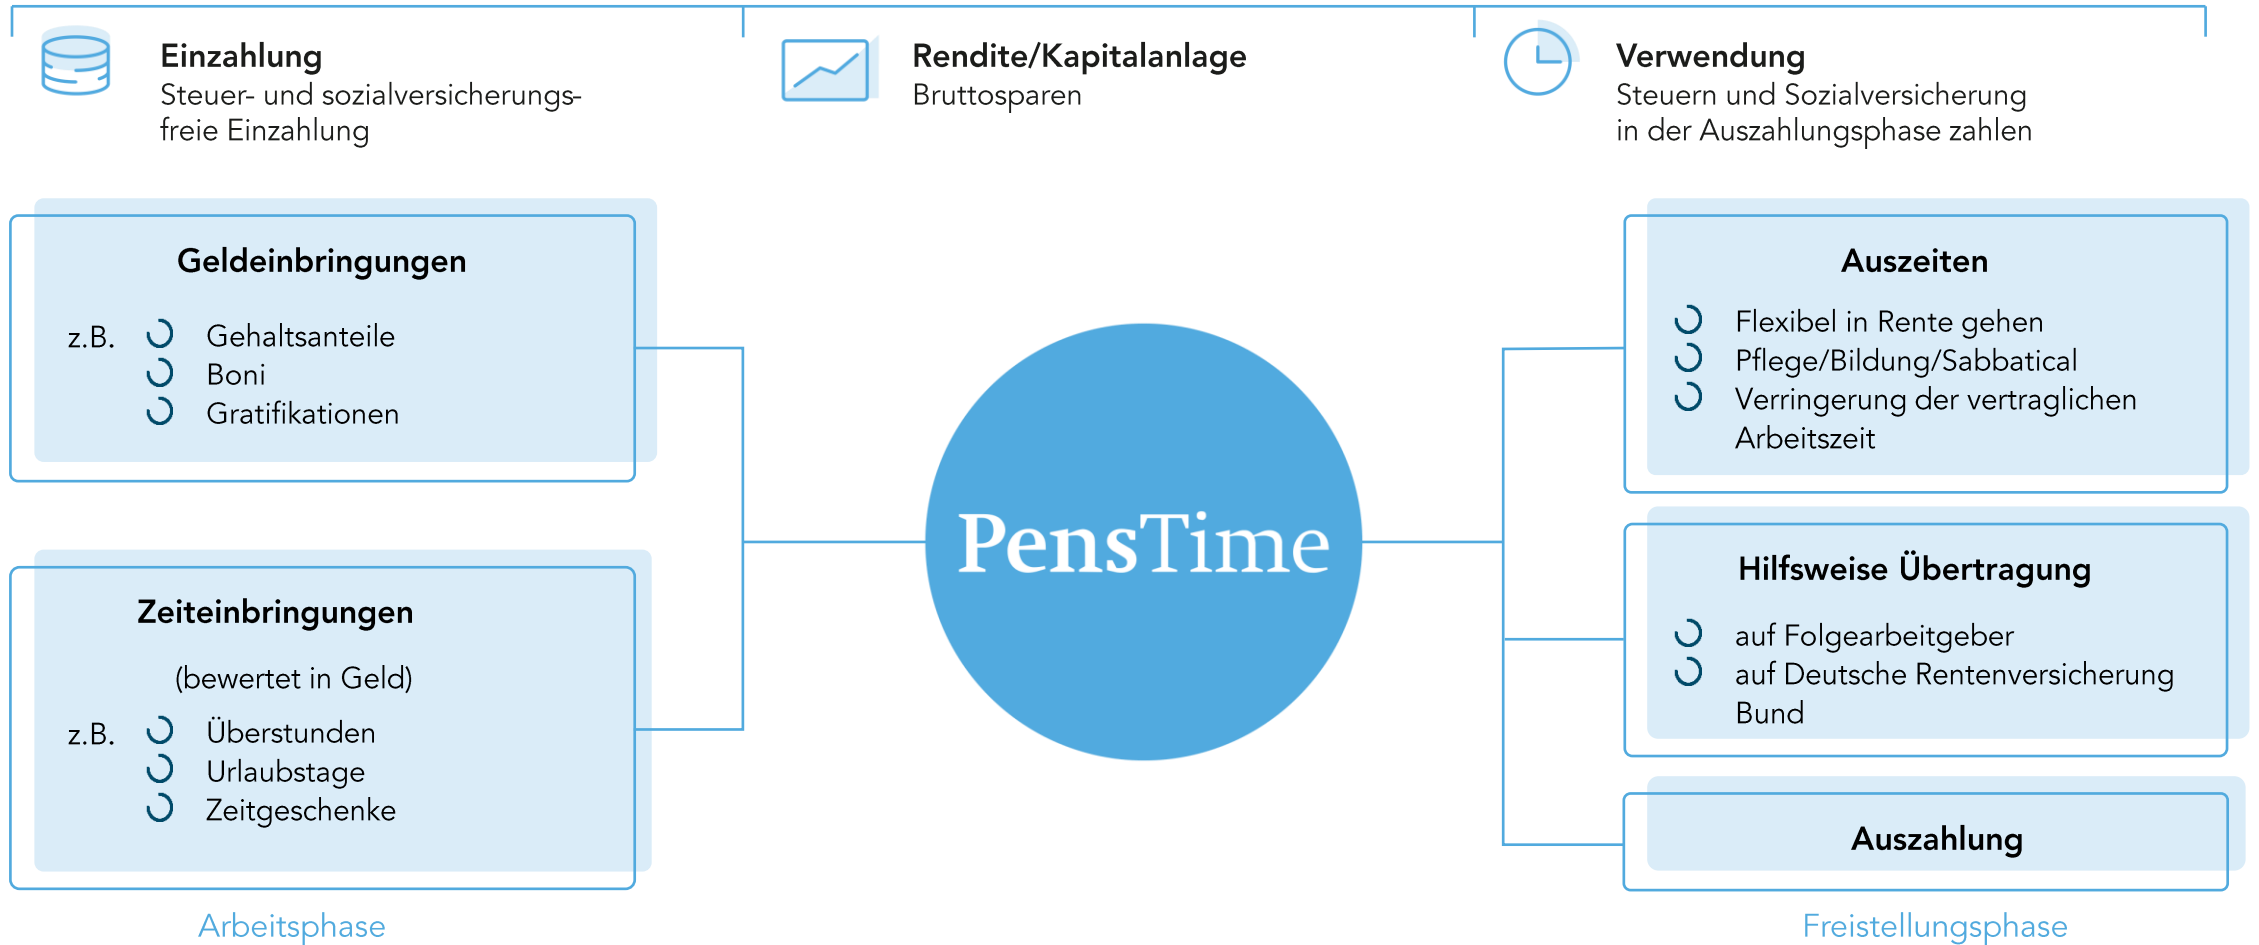 Einzahlung
Steuer- und sozialversicherungs-
freie Einzahlung
Rendite/Kapitalanlage
Bruttosparen
Verwendung
Steuern und Sozialversicherung
in der Auszahlungsphase zahlen
Geldeinbringungen
z.B. Gehaltsanteile
Boni
Gratifikationen
Zeiteinbringungen
(bewertet in Geld)
z.B. Überstunden
Urlaubstage
Zeitgeschenke
Arbeitsphase
PensTime
Auszeiten
Flexibel in Rente gehen
Pflege/Bildung/Sabbatical
Verringerung der vertraglichen
Arbeitszeit
Hilfsweise Übertragung
auf Folgearbeitgeber
auf Deutsche Rentenversicherung
Bund
Auszahlung
Freistellungsphase